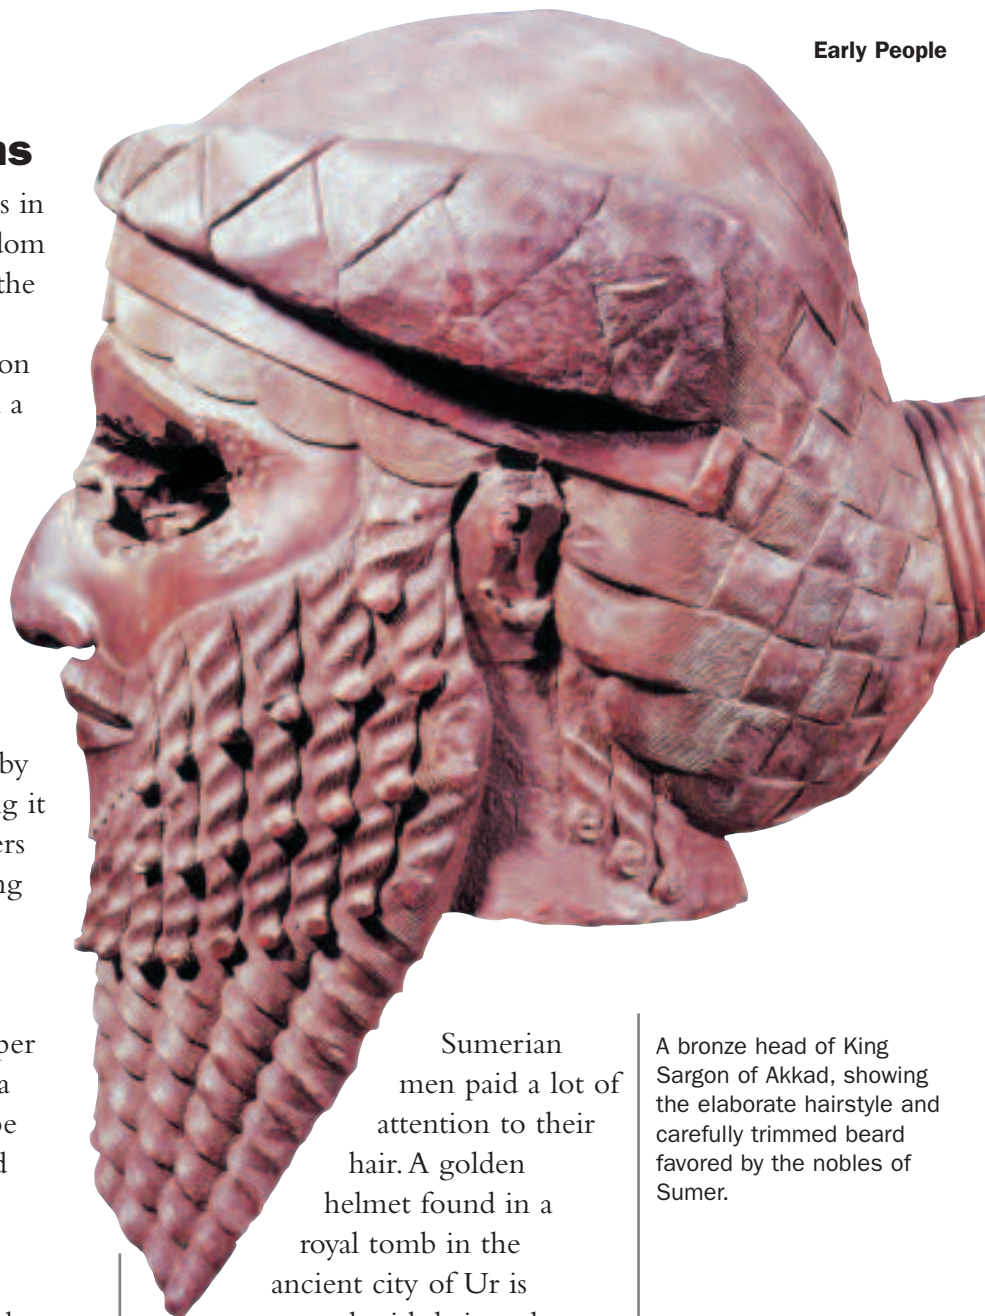 Early People
ns
s in
dom
the
on
a
by
g it
ers
ng
per
a
be
d
Sumerian
men paid a lot of
attention to their
hair. A golden
helmet found in a
royal tomb in the
ancient city of Ur is
A bronze head of King
Sargon of Akkad, showing
the elaborate hairstyle and
carefully trimmed beard
favored by the nobles of
Sumer.